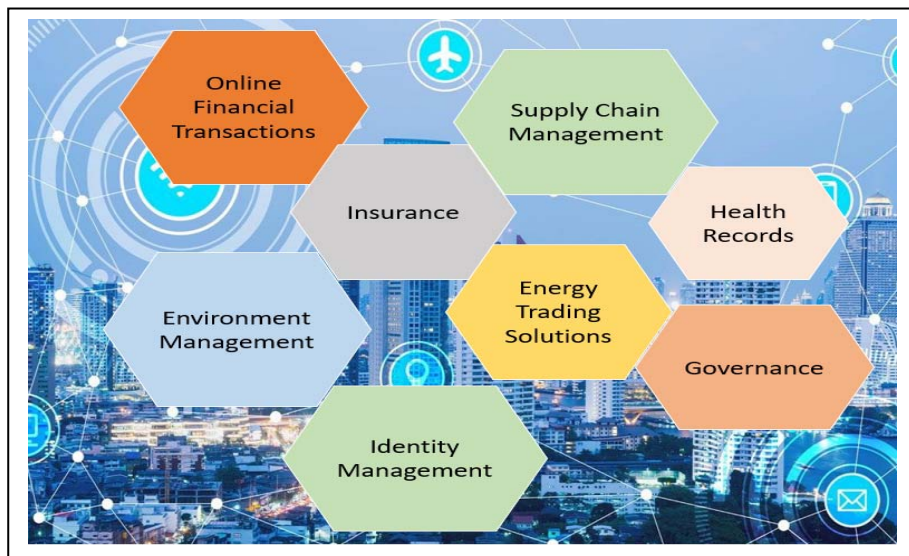 Online
Financial
Transactions
Supply Chain
Management
Insurance
Health
Records
Environment
Management
Energy
Trading
Solutions
Governance
Identity
Management